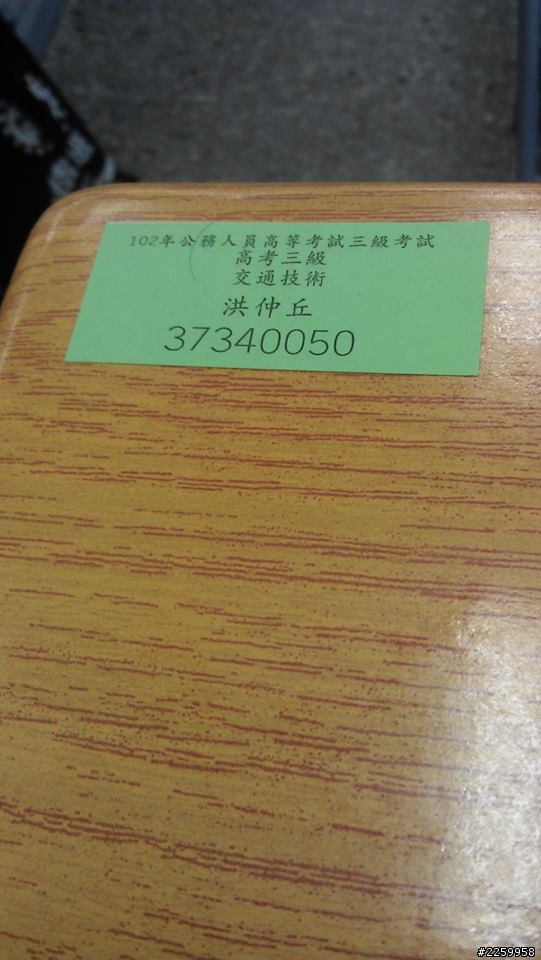 102年公務人員高等考試三級考試
高考三級
交通技術
洪仲丘
37340050
#2259958